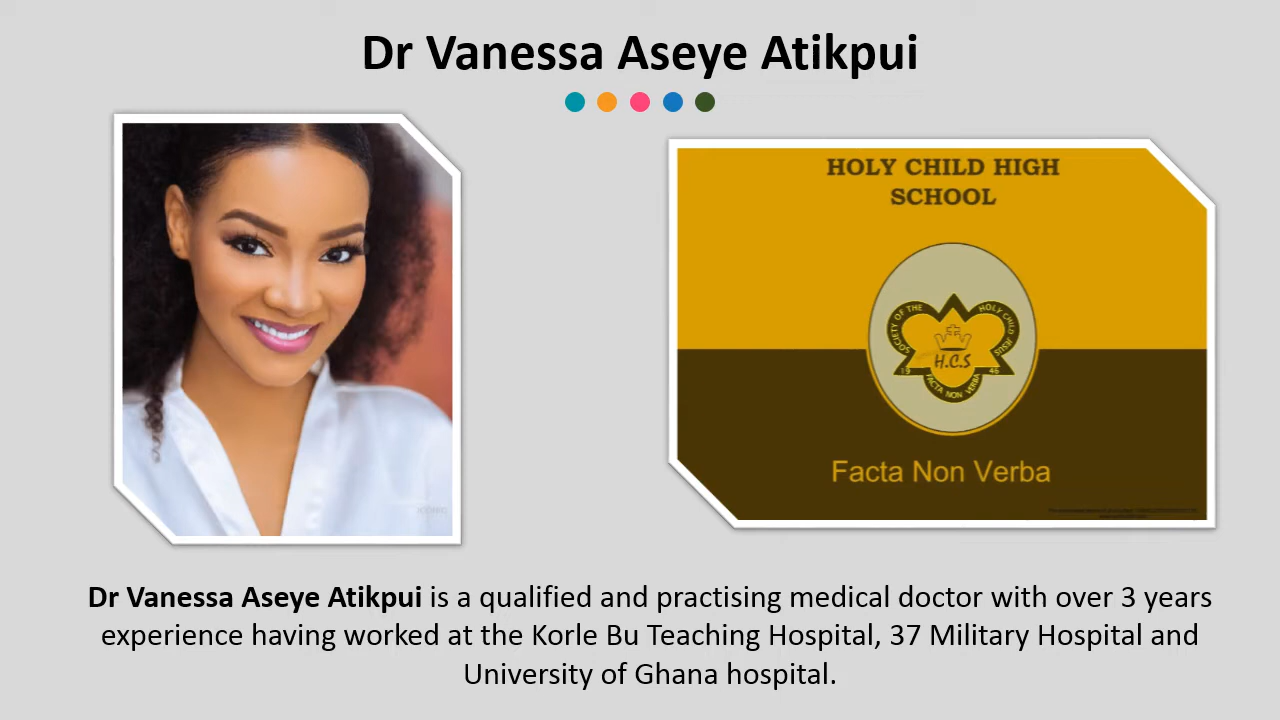 Dr Vanessa Aseye Atikpui
HOLY CHILD HIGH
SCHOOL
SOCIETY OF THE
HOLY CHILD JESUS
H.C.S
19 46
FACTA NON VERBA
Facta Non Verba
Dr Vanessa Aseye Atikpui is a qualified and practising medical doctor with over 3 years
experience having worked at the Korle Bu Teaching Hospital, 37 Military Hospital and
University of Ghana hospital.